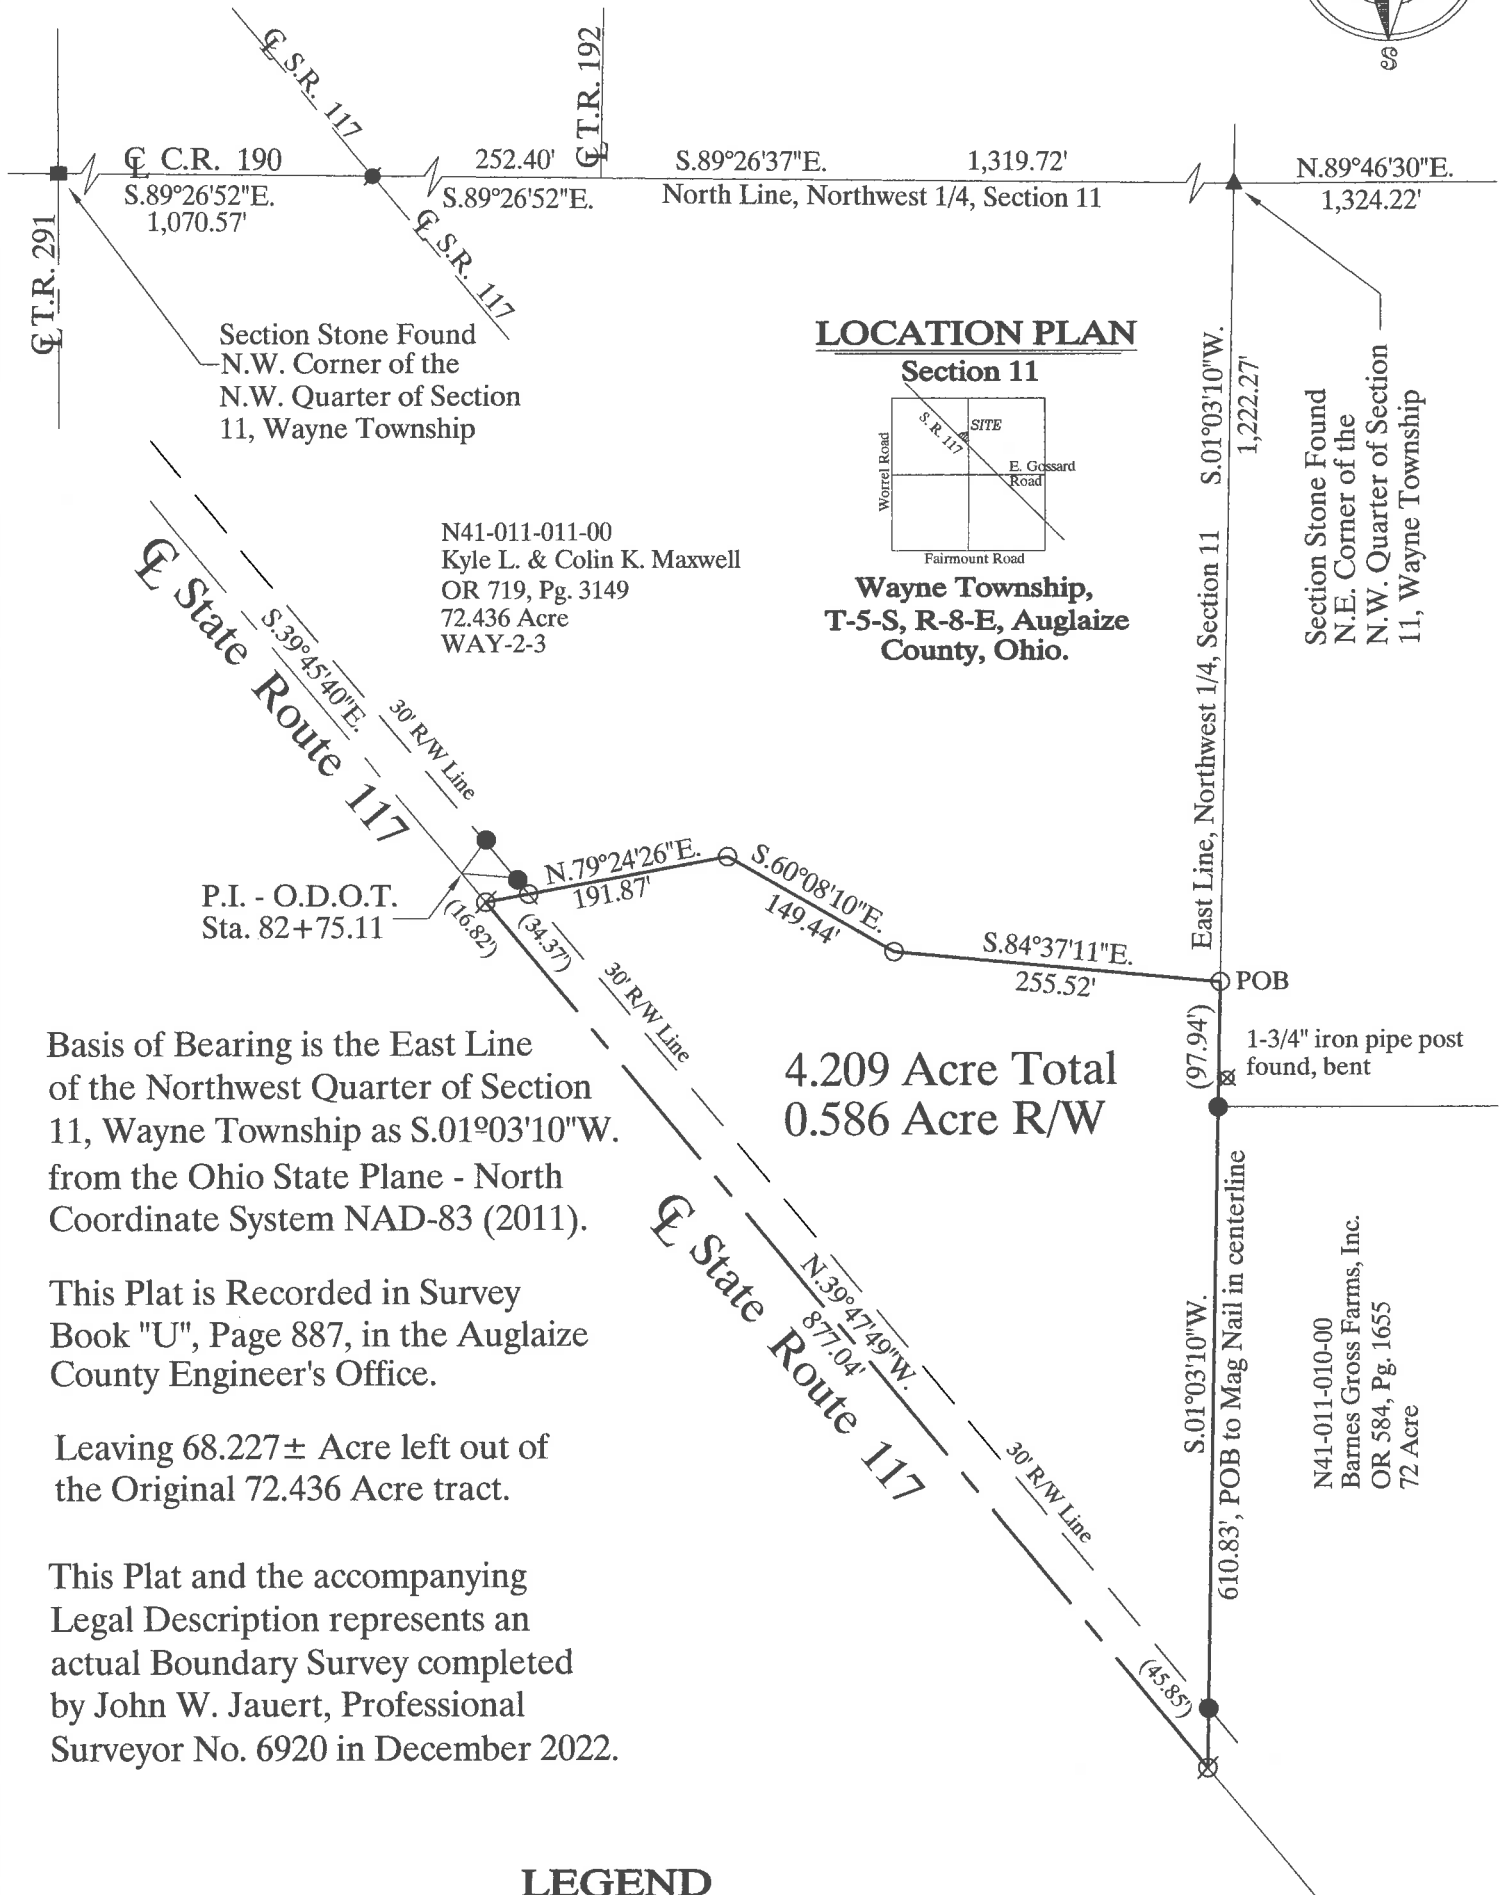 S
℄ S.R. 117
℄ T.R. 192
℄ C.R. 190
S.89°26'52"E.
1,070.57'
252.40'
S.89°26'52"E.
S.89°26'37"E. 1,319.72'
North Line, Northwest 1/4, Section 11
N.89°46'30"E.
1,324.22'
℄ T.R. 291
℄ S.R. 117
Section Stone Found
N.W. Corner of the
N.W. Quarter of Section
11, Wayne Township
LOCATION PLAN
Section 11
S. R. 117
SITE
Worrel Road
E. Gossard
Road
Fairmount Road
Wayne Township,
T-5-S, R-8-E, Auglaize
County, Ohio.
East Line, Northwest 1/4, Section 11 S.01°03'10"W.
1,222.27'
Section Stone Found
N.E. Corner of the
N.W. Quarter of Section
11, Wayne Township
N41-011-011-00
Kyle L. & Colin K. Maxwell
OR 719, Pg. 3149
72.436 Acre
WAY-2-3
℄ State Route 117
S.39°45'40"E.
30' R/W Line
P.I. - O.D.O.T.
Sta. 82+75.11
(16.82')
(34.37')
N.79°24'26"E.
191.87'
S.60°08'10"E.
149.44'
S.84°37'11"E.
255.52'
POB
(97.94')
1-3/4" iron pipe post
found, bent
30' R/W Line
4.209 Acre Total
0.586 Acre R/W
Basis of Bearing is the East Line
of the Northwest Quarter of Section
11, Wayne Township as S.01º03'10"W.
from the Ohio State Plane - North
Coordinate System NAD-83 (2011).
℄ State Route 117
N.39°47'49"W.
877.04'
30' R/W Line
(45.85')
S.01°03'10"W.
610.83', POB to Mag Nail in centerline
N41-011-010-00
Barnes Gross Farms, Inc.
OR 584, Pg. 1655
72 Acre
This Plat is Recorded in Survey
Book "U", Page 887, in the Auglaize
County Engineer's Office.
Leaving 68.227± Acre left out of
the Original 72.436 Acre tract.
This Plat and the accompanying
Legal Description represents an
actual Boundary Survey completed
by John W. Jauert, Professional
Surveyor No. 6920 in December 2022.
LEGEND